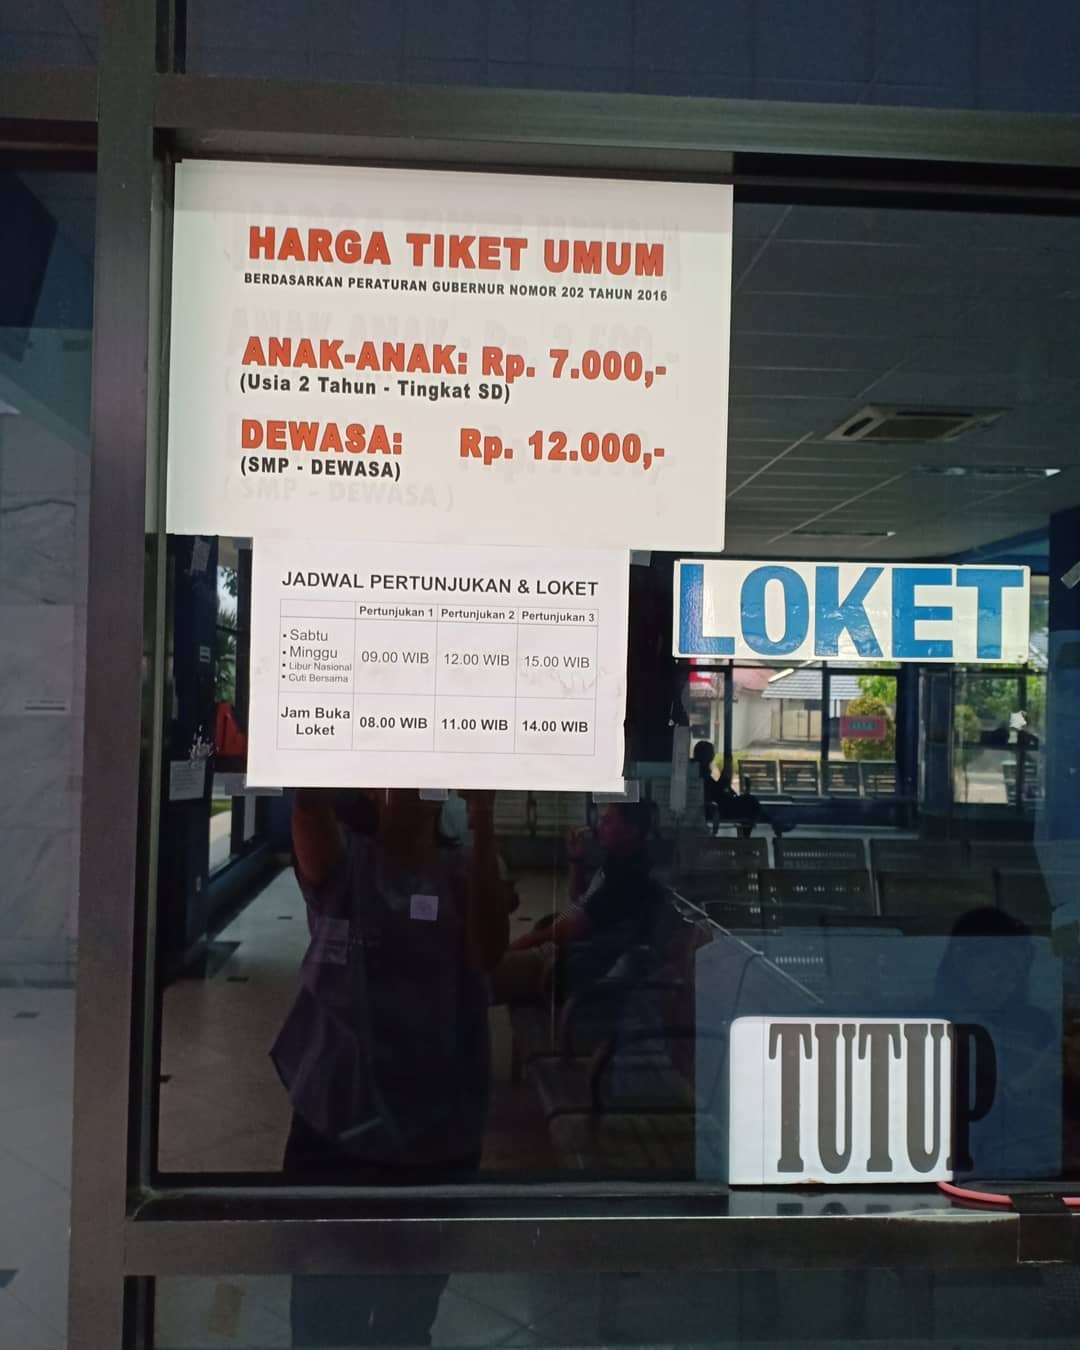 HARGA TIKET UMUM
BERDASARKAN PERATURAN GUBERNUR NOMOR 202 TAHUN 2016
ANAK-ANAK: Rp. 7.000,-
(Usia 2 Tahun - Tingkat SD)
DEWASA: Rp. 12.000,-
(SMP - DEWASA)
JADWAL PERTUNJUKAN & LOKET
Pertunjukan 1 Pertunjukan 2 Pertunjukan 3
• Sabtu
• Minggu
• Libur Nasional
• Cuti Bersama
09.00 WIB 12.00 WIB 15.00 WIB
Jam Buka
Loket
08.00 WIB 11.00 WIB 14.00 WIB
LOKET
TUTUP